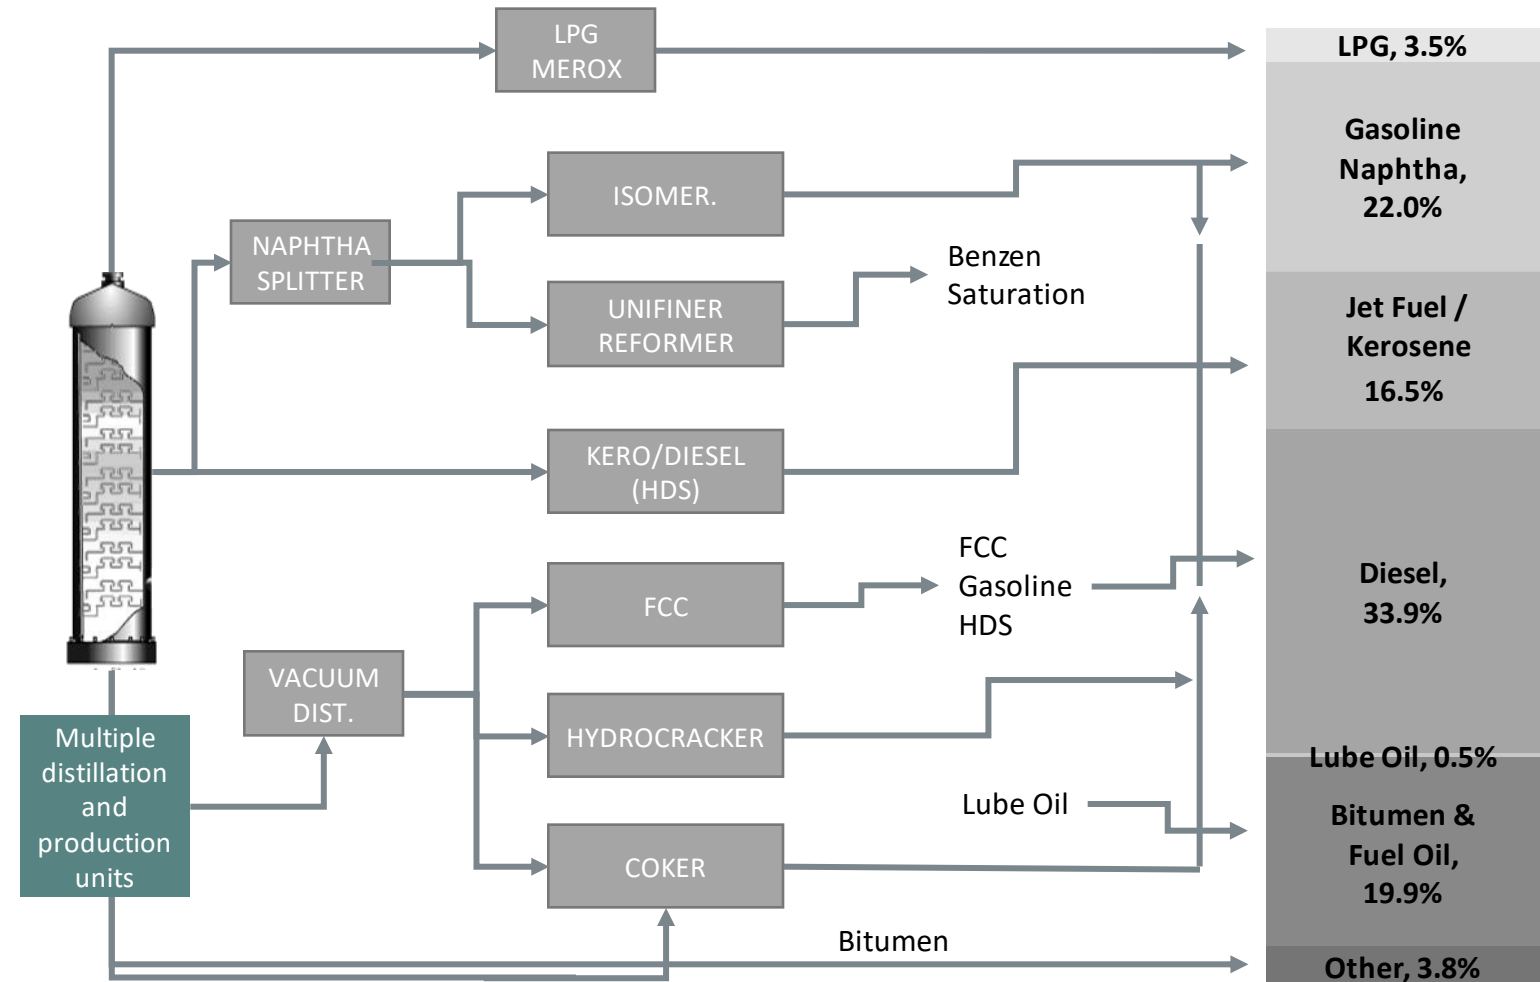 LPG
MEROX
LPG, 3.5%
Gasoline
Naphtha,
22.0%
ISOMER.
NAPHTHA
SPLITTER
Benzen
Saturation
UNIFINER
REFORMER
Jet Fuel /
Kerosene
16.5%
KERO/DIESEL
(HDS)
FCC
Gasoline
HDS
FCC
Diesel,
33.9%
VACUUM
DIST.
HYDROCRACKER
Multiple
distillation
and
production
units
Lube Oil, 0.5%
Lube Oil
Bitumen &
Fuel Oil,
19.9%
COKER
Bitumen
Other, 3.8%